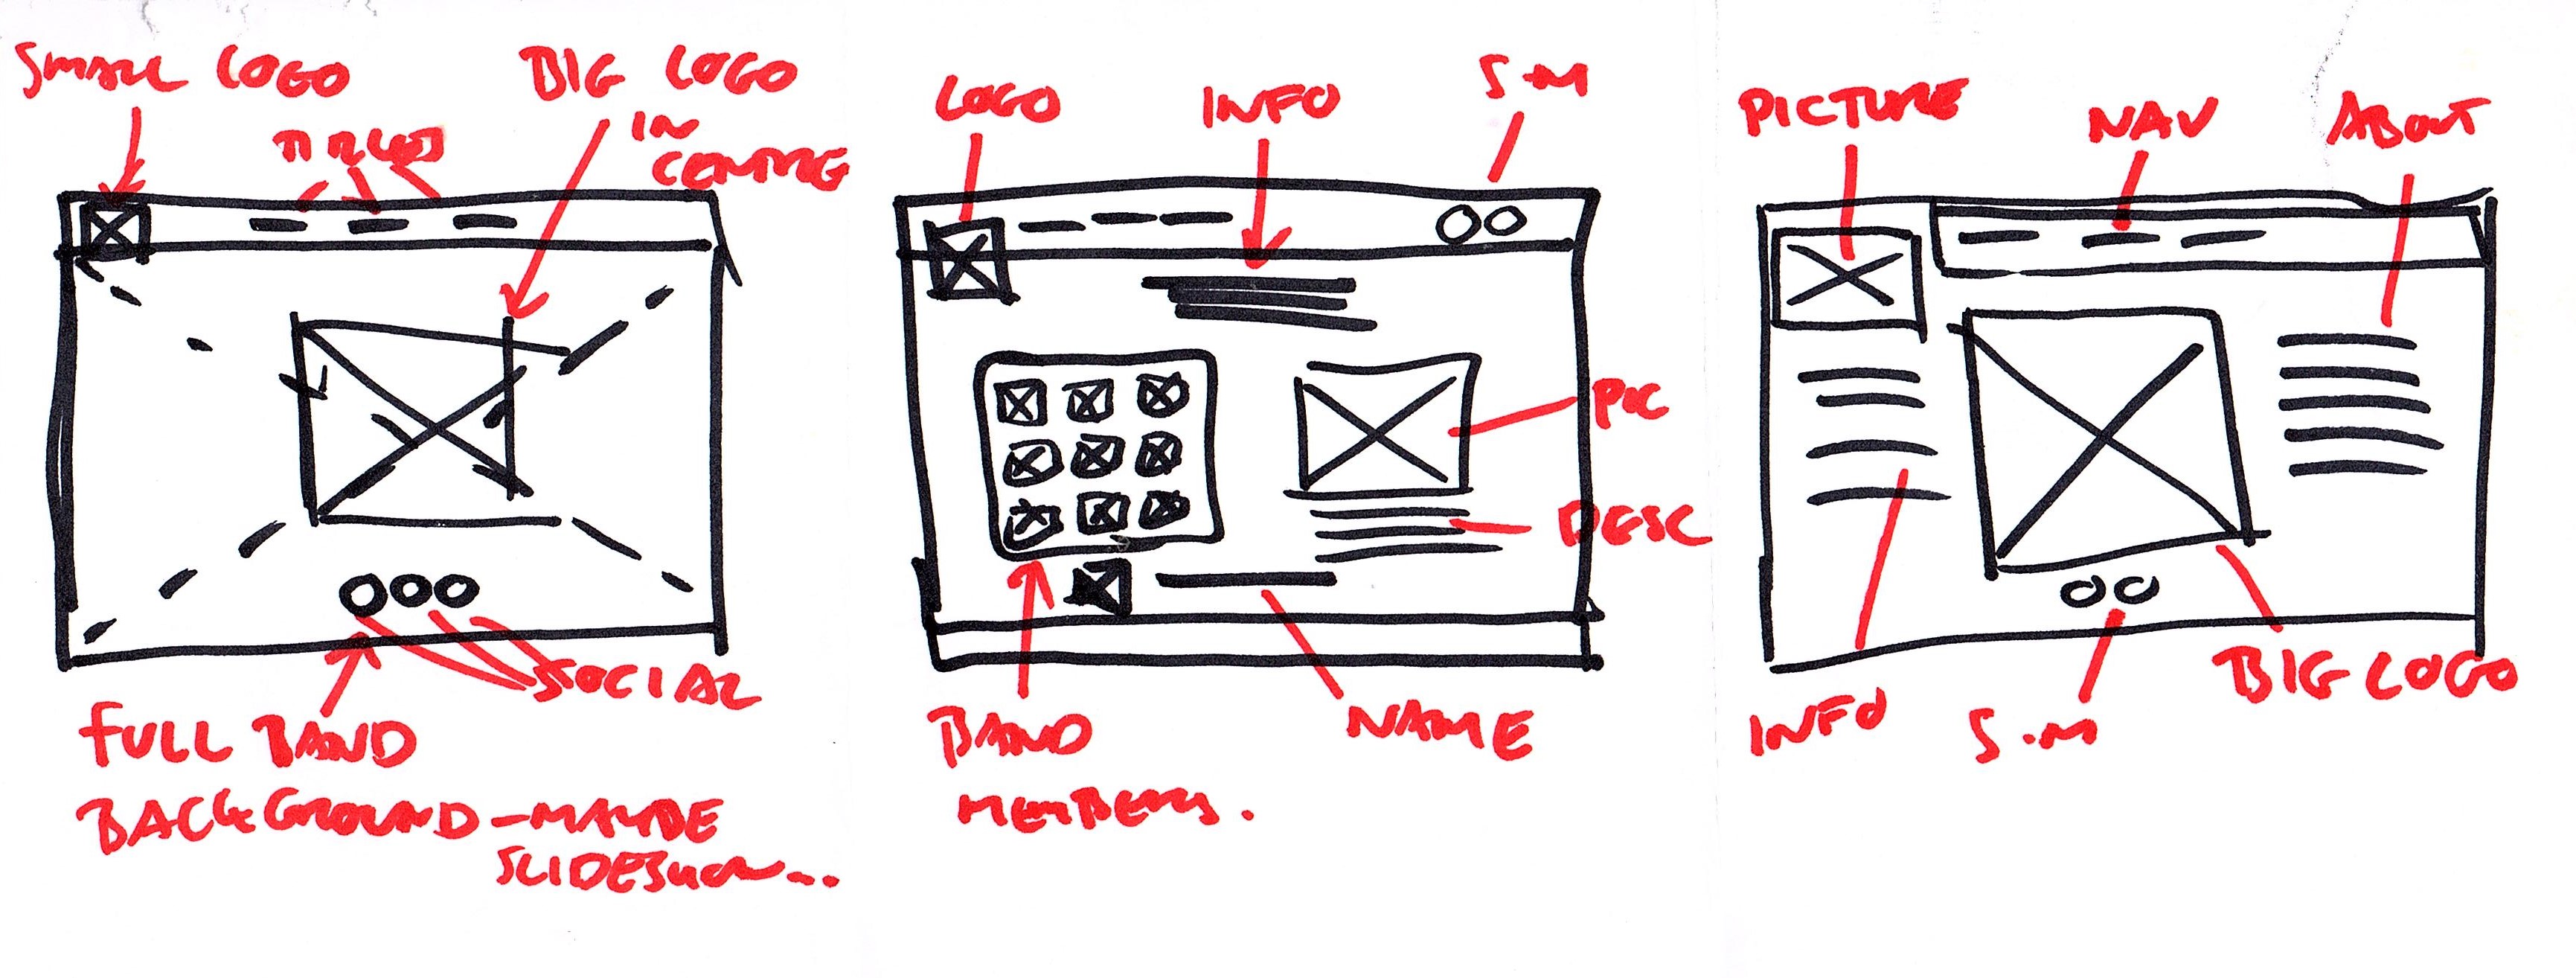 SMALL LOGO
BIG LOGO
IN
CENTRE
SOCIAL
FULL BAND
BACKGROUND - MAYBE
SLIDESHOW...
LOGO
INFO
S.M
PIC
DESC
BAND
MEMBERS.
NAME
PICTURE
NAV
ABOUT
INFO
S.M
BIG LOGO